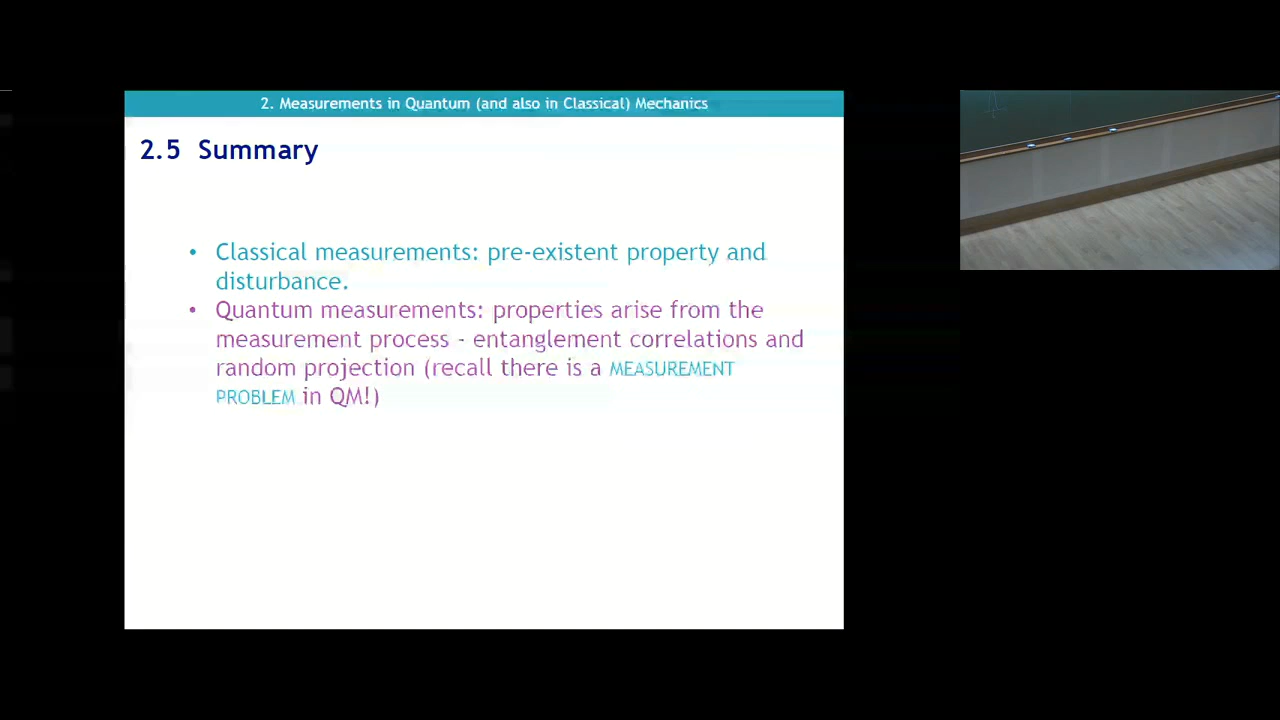 2. Measurements in Quantum (and also in Classical) Mechanics
2.5 Summary
• Classical measurements: pre-existent property and
disturbance.
• Quantum measurements: properties arise from the
measurement process - entanglement correlations and
random projection (recall there is a MEASUREMENT
PROBLEM in QM!)